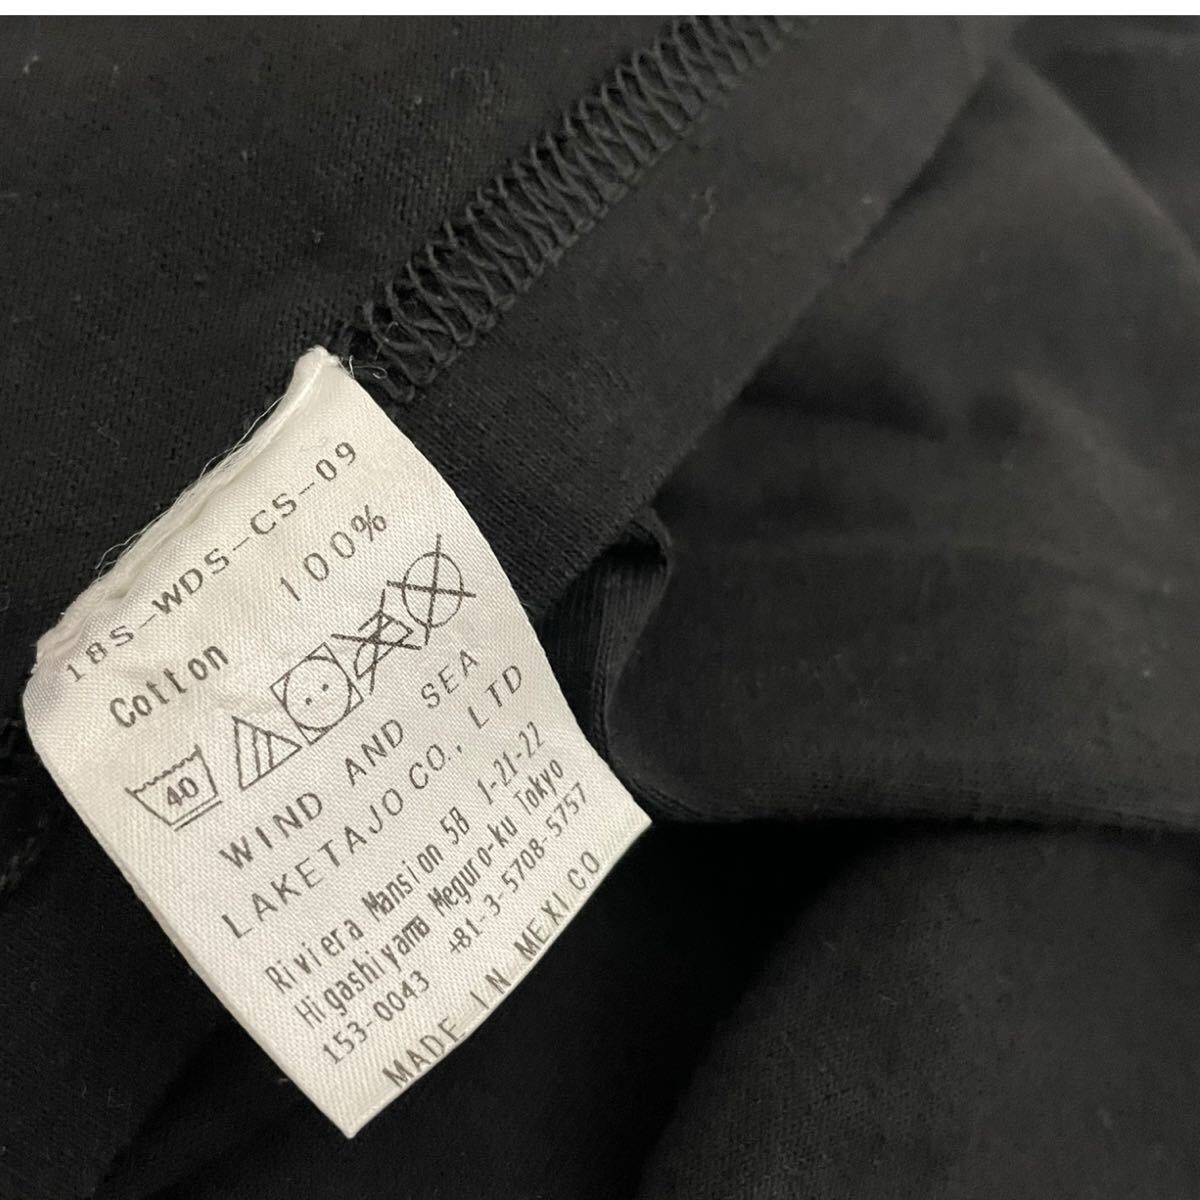 18S-WDS-CS-09
Cotton 100%
40
WIND AND SEA
LAKETAJO CO., LTD
Riviera Mansion 5B 1-21-22
Higashiyama Meguro-ku Tokyo
153-0043 +81-3-5708-5757
MADE IN MEXICO